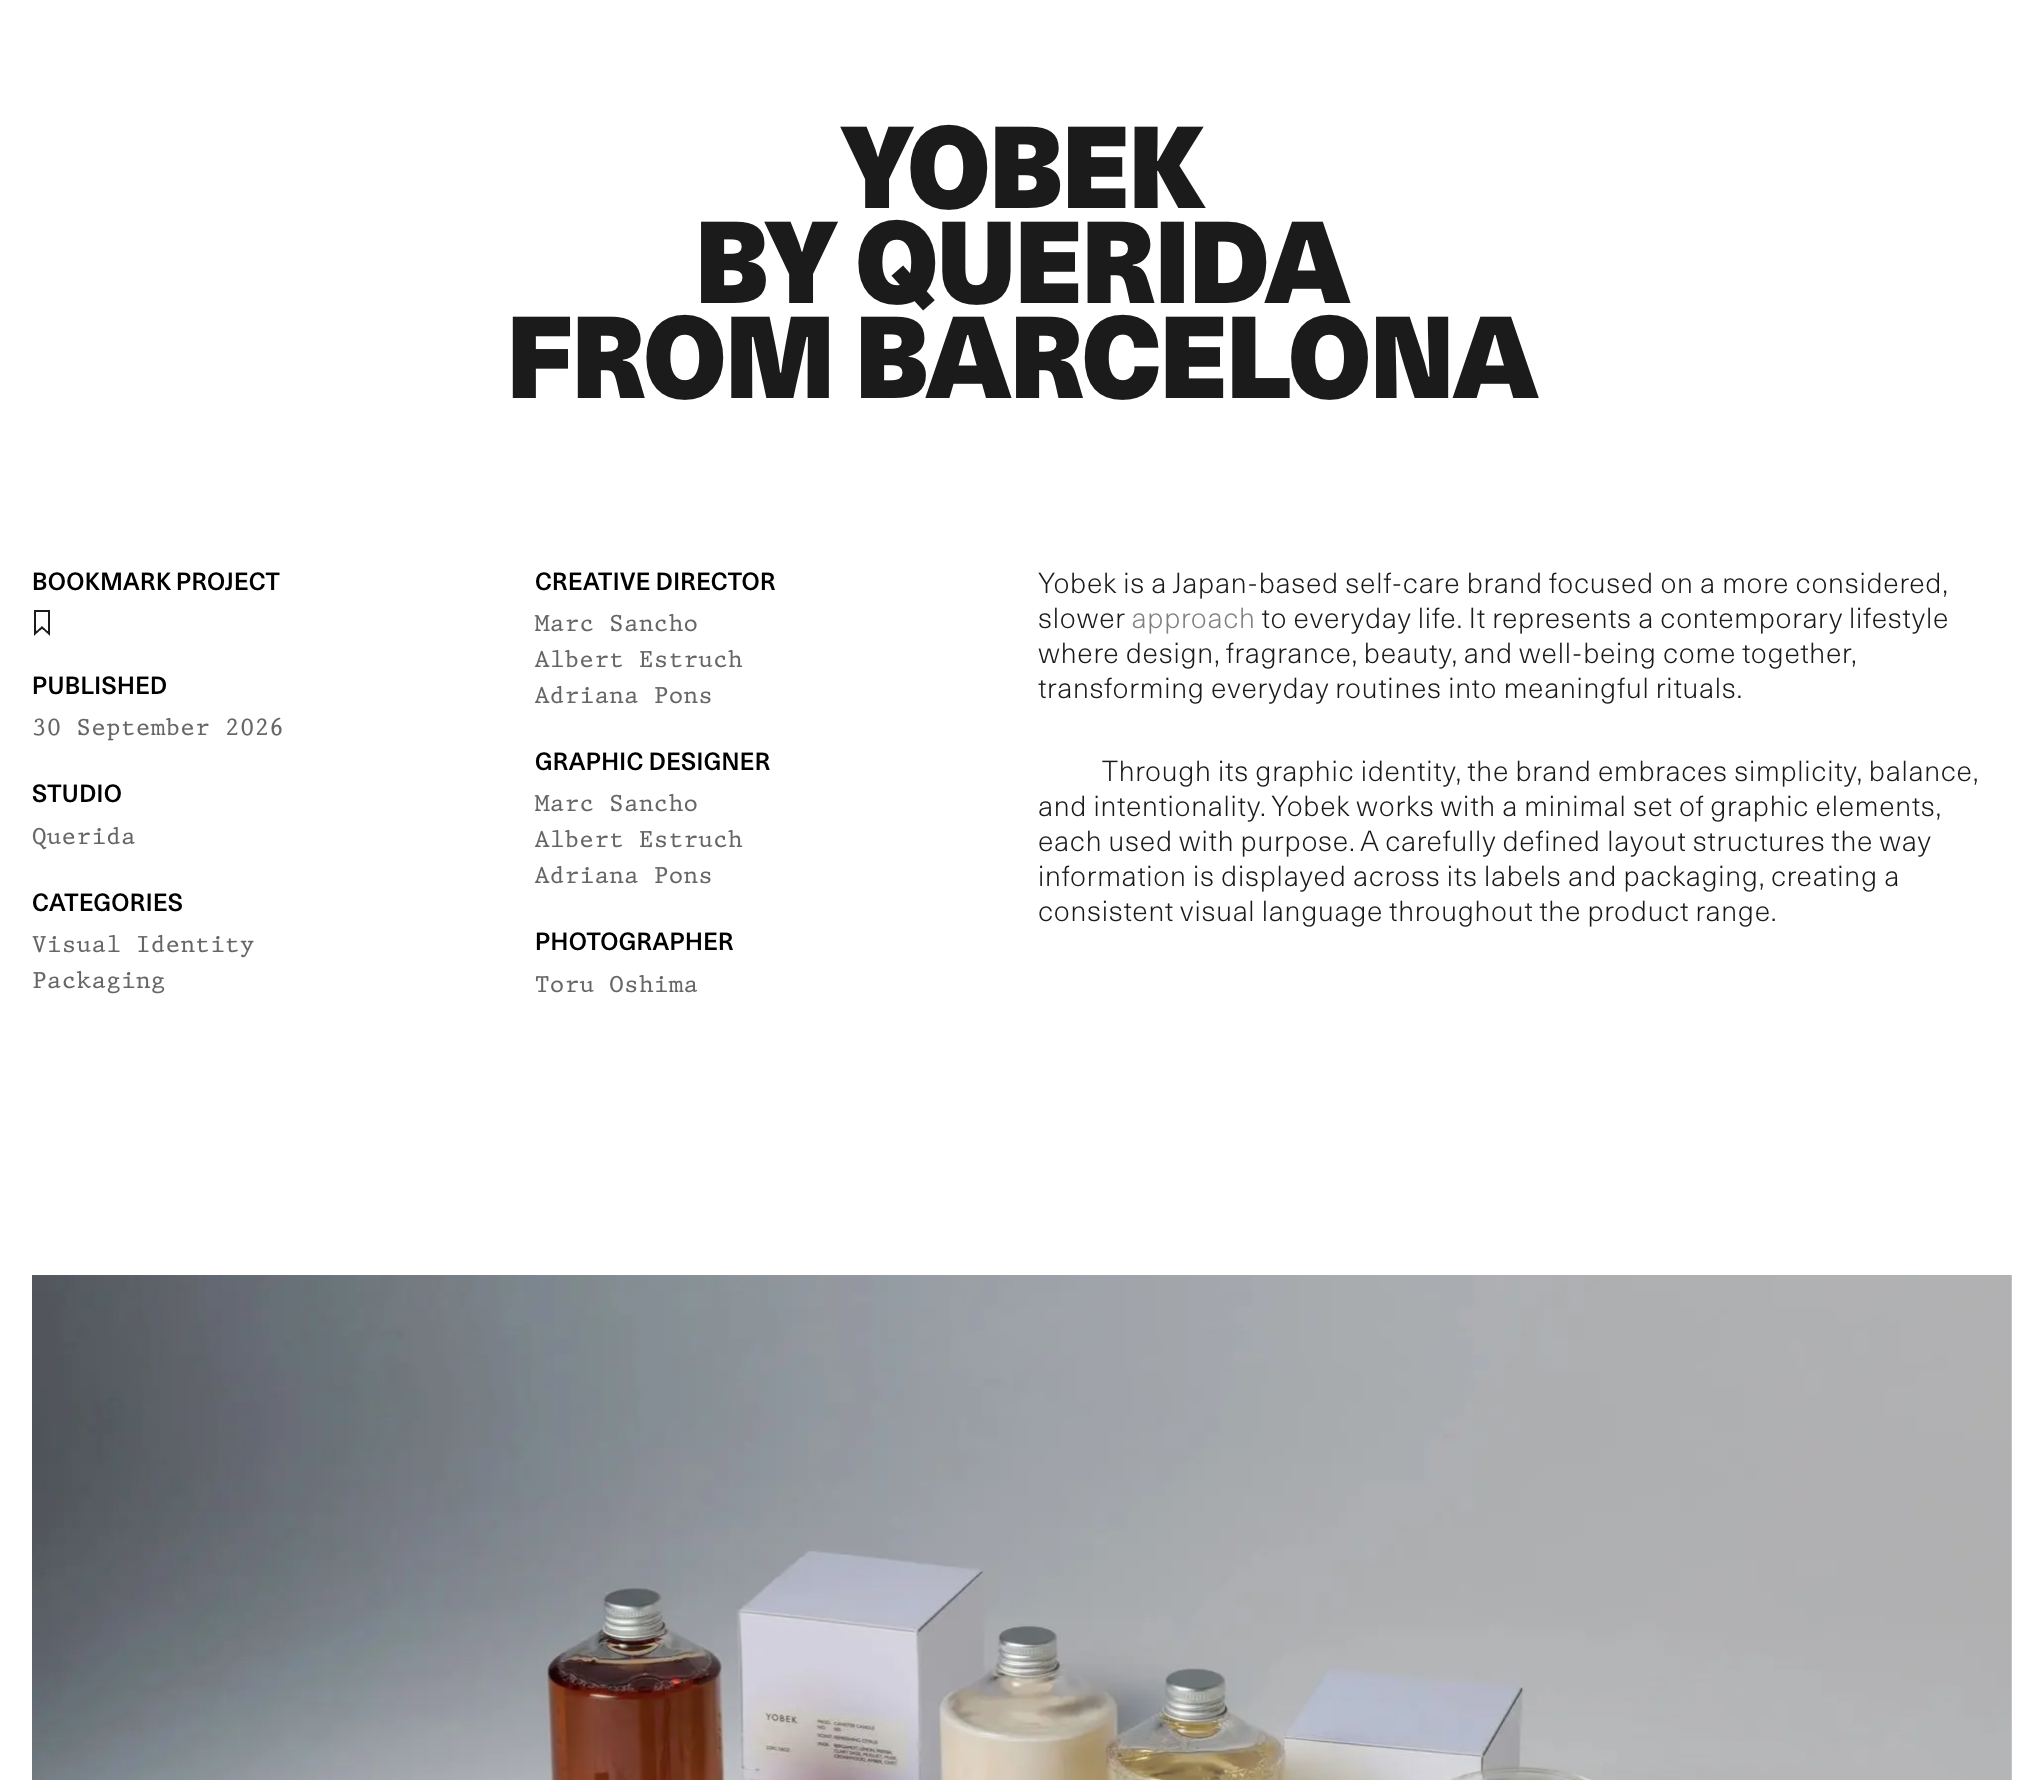 YOBEK
BY QUERIDA
FROM BARCELONA
BOOKMARK PROJECT
PUBLISHED
30 September 2026
STUDIO
Querida
CATEGORIES
Visual Identity
Packaging
CREATIVE DIRECTOR
Marc Sancho
Albert Estruch
Adriana Pons
GRAPHIC DESIGNER
Marc Sancho
Albert Estruch
Adriana Pons
PHOTOGRAPHER
Toru Oshima
Yobek is a Japan-based self-care brand focused on a more considered,
slower approach to everyday life. It represents a contemporary lifestyle
where design, fragrance, beauty, and well-being come together,
transforming everyday routines into meaningful rituals.
Through its graphic identity, the brand embraces simplicity, balance,
and intentionality. Yobek works with a minimal set of graphic elements,
each used with purpose. A carefully defined layout structures the way
information is displayed across its labels and packaging, creating a
consistent visual language throughout the product range.
YOBEK